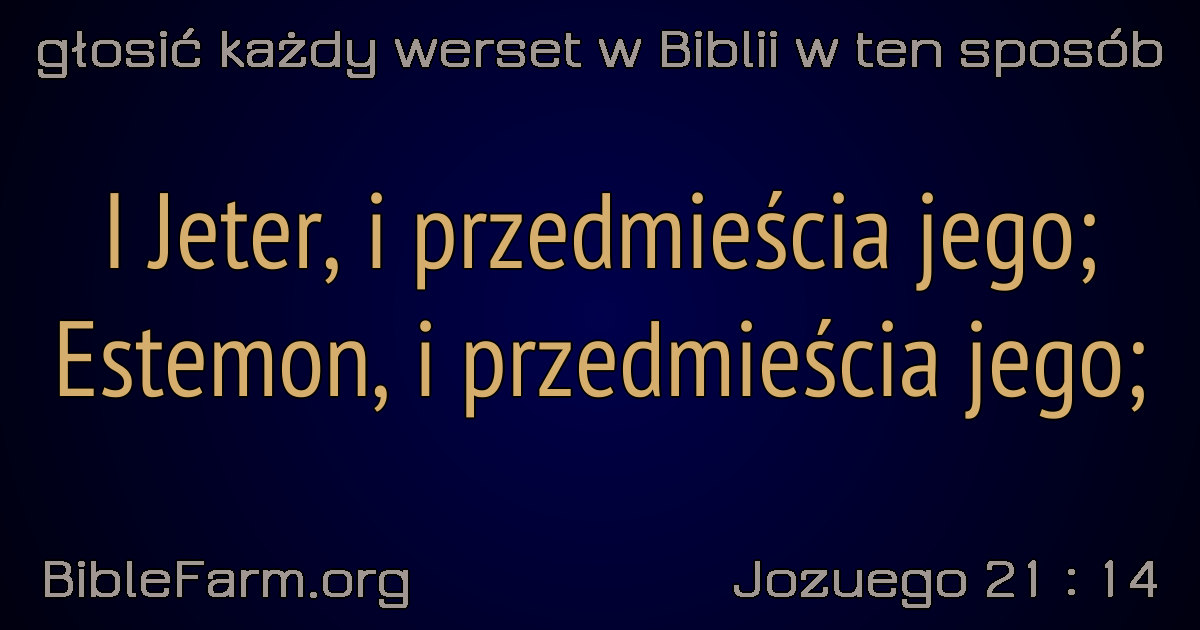 głosić każdy werset w Biblii w ten sposób
I Jeter, i przedmieścia jego;
Estemon, i przedmieścia jego;
BibleFarm.org
Jozuego 21 : 14